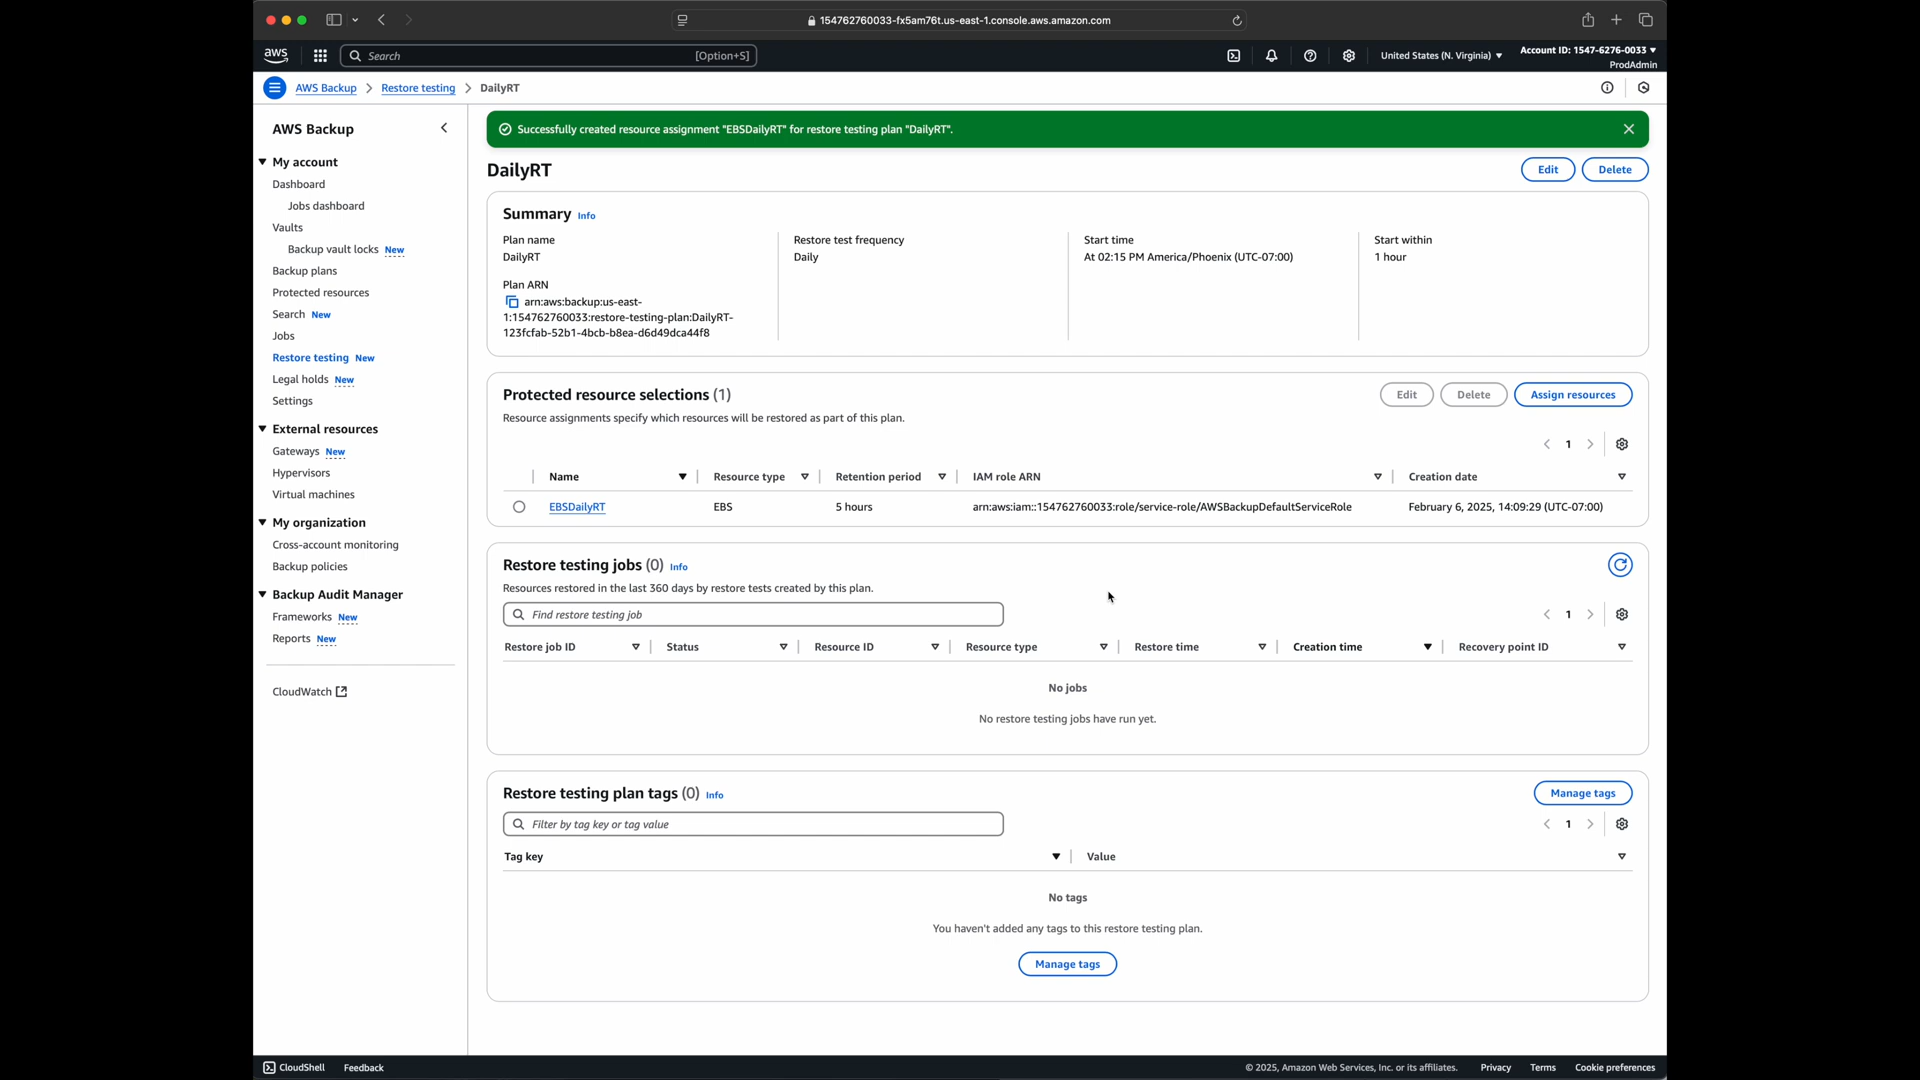 154762760033-fx5am76t.us-east-1.console.aws.amazon.com
aws
Search [Option+S]
United States (N. Virginia)
Account ID: 1547-6276-0033
ProdAdmin
AWS Backup
Restore testing
DailyRT
AWS Backup
My account
Dashboard
Jobs dashboard
Vaults
Backup vault locks New
Backup plans
Protected resources
Search New
Jobs
Restore testing New
Legal holds New
Settings
External resources
Gateways New
Hypervisors
Virtual machines
My organization
Cross-account monitoring
Backup policies
Backup Audit Manager
Frameworks New
Reports New
CloudWatch
Successfully created resource assignment "EBSDailyRT" for restore testing plan "DailyRT".
DailyRT
Edit
Delete
Summary Info
Plan name
DailyRT
Plan ARN
arn:aws:backup:us-east-
1:154762760033:restore-testing-plan:DailyRT-
123fcfab-52b1-4bcb-b8ea-d6d49dca44f8
Restore test frequency
Daily
Start time
At 02:15 PM America/Phoenix (UTC-07:00)
Start within
1 hour
Protected resource selections (1)
Edit
Delete
Assign resources
Resource assignments specify which resources will be restored as part of this plan.
1
Name Resource type Retention period IAM role ARN Creation date
EBSDailyRT EBS 5 hours arn:aws:iam::154762760033:role/service-role/AWSBackupDefaultServiceRole February 6, 2025, 14:09:29 (UTC-07:00)
Restore testing jobs (0) Info
Resources restored in the last 360 days by restore tests created by this plan.
Find restore testing job
1
Restore job ID Status Resource ID Resource type Restore time Creation time Recovery point ID
No jobs
No restore testing jobs have run yet.
Restore testing plan tags (0) Info
Manage tags
Filter by tag key or tag value
1
Tag key Value
No tags
You haven't added any tags to this restore testing plan.
Manage tags
CloudShell Feedback
© 2025, Amazon Web Services, Inc. or its affiliates. Privacy Terms Cookie preferences